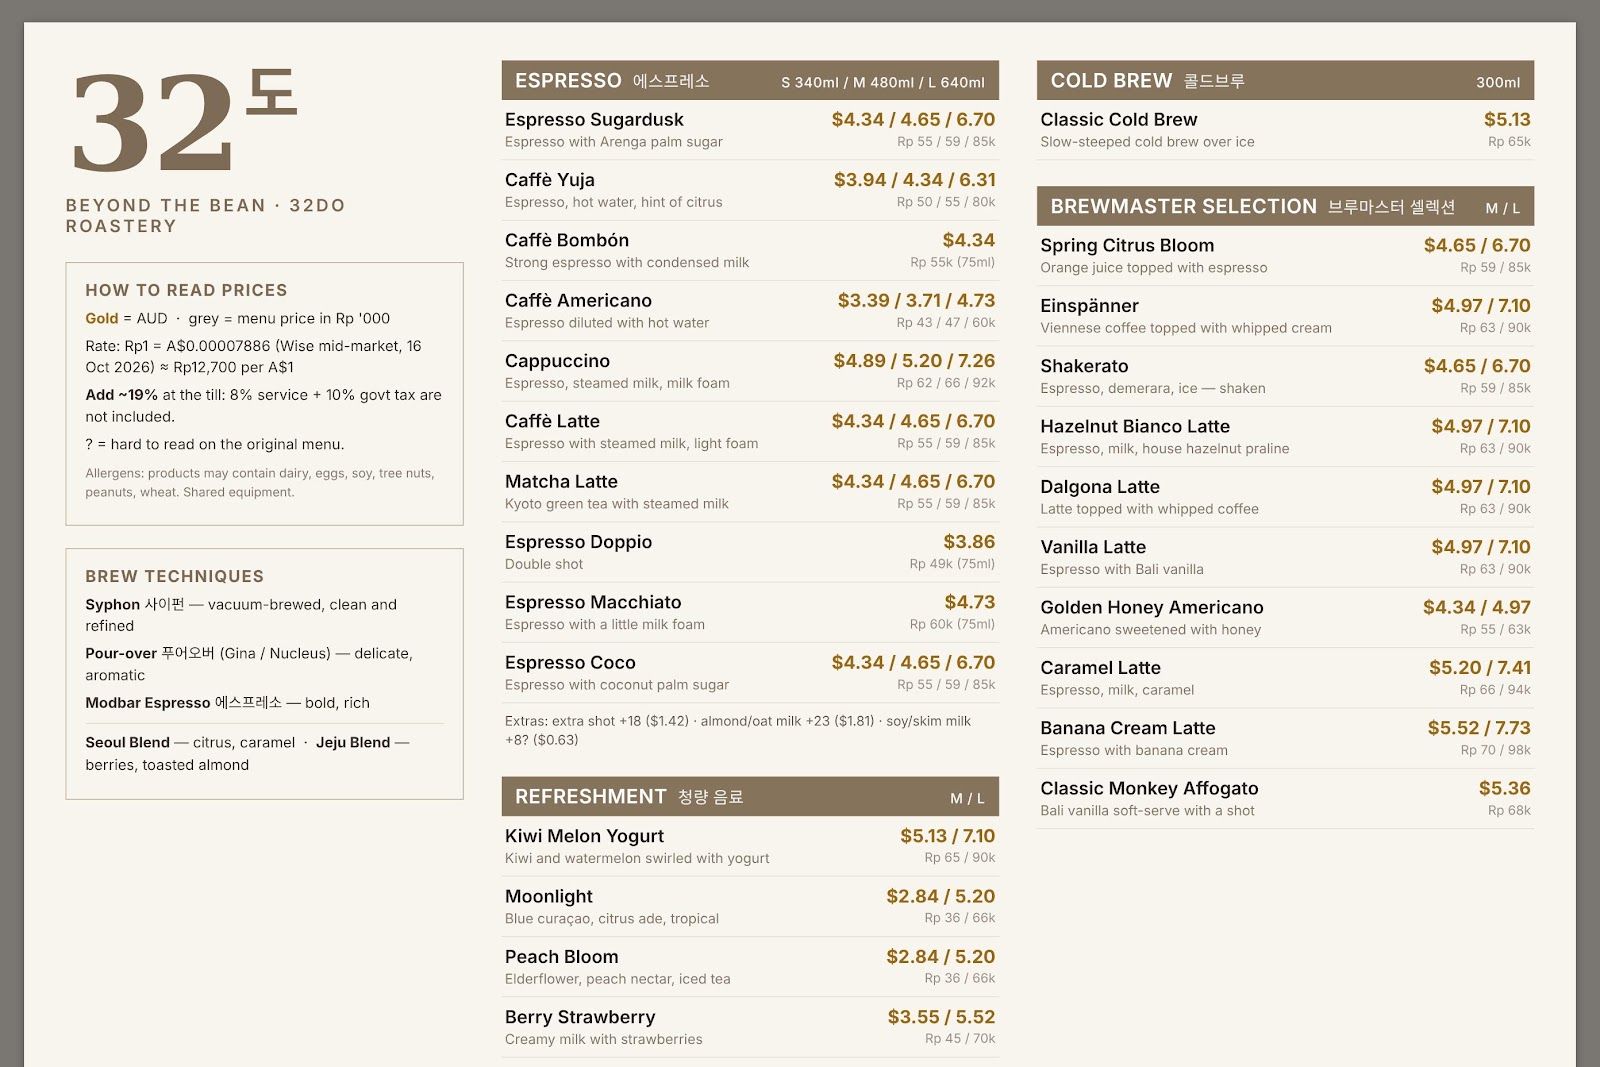 32도
BEYOND THE BEAN · 32DO
ROASTERY
HOW TO READ PRICES
Gold = AUD · grey = menu price in Rp '000
Rate: Rp1 = A$0.00007886 (Wise mid-market, 16
Oct 2026) ≈ Rp12,700 per A$1
Add ~19% at the till: 8% service + 10% govt tax are
not included.
? = hard to read on the original menu.
Allergens: products may contain dairy, eggs, soy, tree nuts,
peanuts, wheat. Shared equipment.
BREW TECHNIQUES
Syphon 사이펀 — vacuum-brewed, clean and
refined
Pour-over 푸어오버 (Gina / Nucleus) — delicate,
aromatic
Modbar Espresso 에스프레소 — bold, rich
Seoul Blend — citrus, caramel · Jeju Blend —
berries, toasted almond
ESPRESSO 에스프레소 S 340ml / M 480ml / L 640ml
Espresso Sugardusk $4.34 / 4.65 / 6.70
Espresso with Arenga palm sugar Rp 55 / 59 / 85k
Caffè Yuja $3.94 / 4.34 / 6.31
Espresso, hot water, hint of citrus Rp 50 / 55 / 80k
Caffè Bombón $4.34
Strong espresso with condensed milk Rp 55k (75ml)
Caffè Americano $3.39 / 3.71 / 4.73
Espresso diluted with hot water Rp 43 / 47 / 60k
Cappuccino $4.89 / 5.20 / 7.26
Espresso, steamed milk, milk foam Rp 62 / 66 / 92k
Caffè Latte $4.34 / 4.65 / 6.70
Espresso with steamed milk, light foam Rp 55 / 59 / 85k
Matcha Latte $4.34 / 4.65 / 6.70
Kyoto green tea with steamed milk Rp 55 / 59 / 85k
Espresso Doppio $3.86
Double shot Rp 49k (75ml)
Espresso Macchiato $4.73
Espresso with a little milk foam Rp 60k (75ml)
Espresso Coco $4.34 / 4.65 / 6.70
Espresso with coconut palm sugar Rp 55 / 59 / 85k
Extras: extra shot +18 ($1.42) · almond/oat milk +23 ($1.81) · soy/skim milk
+8? ($0.63)
REFRESHMENT 청량 음료 M / L
Kiwi Melon Yogurt $5.13 / 7.10
Kiwi and watermelon swirled with yogurt Rp 65 / 90k
Moonlight $2.84 / 5.20
Blue curaçao, citrus ade, tropical Rp 36 / 66k
Peach Bloom $2.84 / 5.20
Elderflower, peach nectar, iced tea Rp 36 / 66k
Berry Strawberry $3.55 / 5.52
Creamy milk with strawberries Rp 45 / 70k
COLD BREW 콜드브루 300ml
Classic Cold Brew $5.13
Slow-steeped cold brew over ice Rp 65k
BREWMASTER SELECTION 브루마스터 셀렉션 M / L
Spring Citrus Bloom $4.65 / 6.70
Orange juice topped with espresso Rp 59 / 85k
Einspänner $4.97 / 7.10
Viennese coffee topped with whipped cream Rp 63 / 90k
Shakerato $4.65 / 6.70
Espresso, demerara, ice — shaken Rp 59 / 85k
Hazelnut Bianco Latte $4.97 / 7.10
Espresso, milk, house hazelnut praline Rp 63 / 90k
Dalgona Latte $4.97 / 7.10
Latte topped with whipped coffee Rp 63 / 90k
Vanilla Latte $4.97 / 7.10
Espresso with Bali vanilla Rp 63 / 90k
Golden Honey Americano $4.34 / 4.97
Americano sweetened with honey Rp 55 / 63k
Caramel Latte $5.20 / 7.41
Espresso, milk, caramel Rp 66 / 94k
Banana Cream Latte $5.52 / 7.73
Espresso with banana cream Rp 70 / 98k
Classic Monkey Affogato $5.36
Bali vanilla soft-serve with a shot Rp 68k